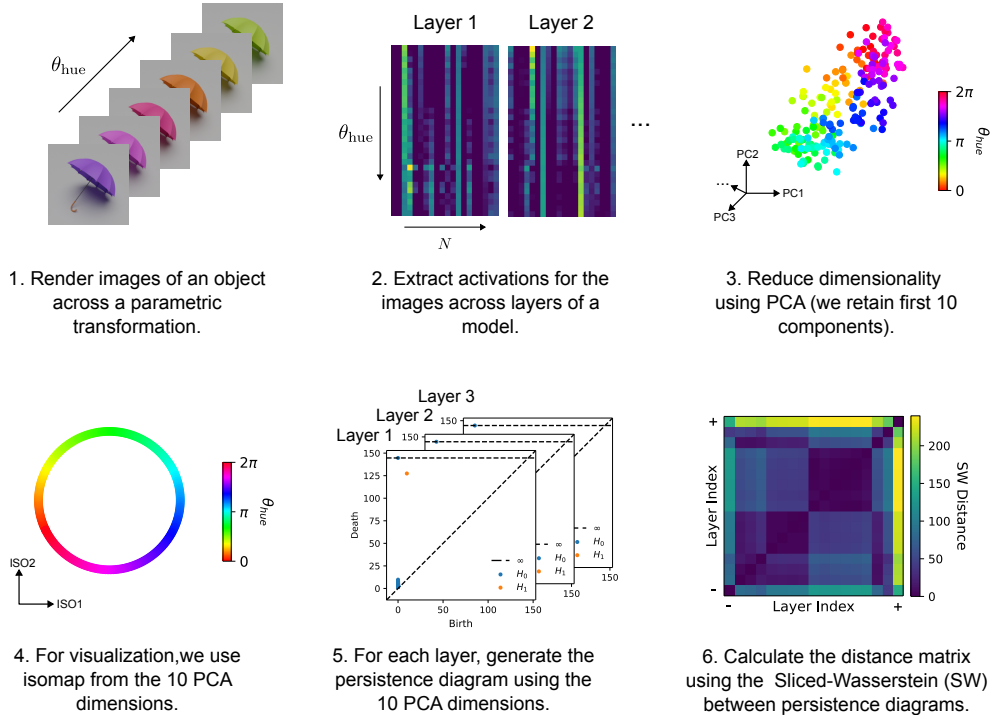 θhue
Layer 1
Layer 2
θhue
N
...
2π
π
0
θhue
PC2
...
PC1
PC3
1. Render images of an object
across a parametric
transformation.
2. Extract activations for the
images across layers of a
model.
3. Reduce dimensionality
using PCA (we retain first 10
components).
2π
π
0
θhue
ISO2
ISO1
Layer 3
Layer 2
Layer 1
150
150
150
125
100
75
50
25
0
Death
0
50
100
150
Birth
∞
H0
H1
∞
H0
H1
150
∞
H0
H1
150
+
Layer Index
-
-
Layer Index
+
200
150
100
50
0
SW Distance
4. For visualization,we use
isomap from the 10 PCA
dimensions.
5. For each layer, generate the
persistence diagram using the
10 PCA dimensions.
6. Calculate the distance matrix
using the Sliced-Wasserstein (SW)
between persistence diagrams.